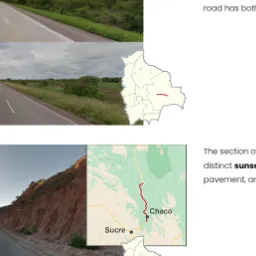 road has both
The section o
distinct sunse
pavement, an
Chaco
Sucre